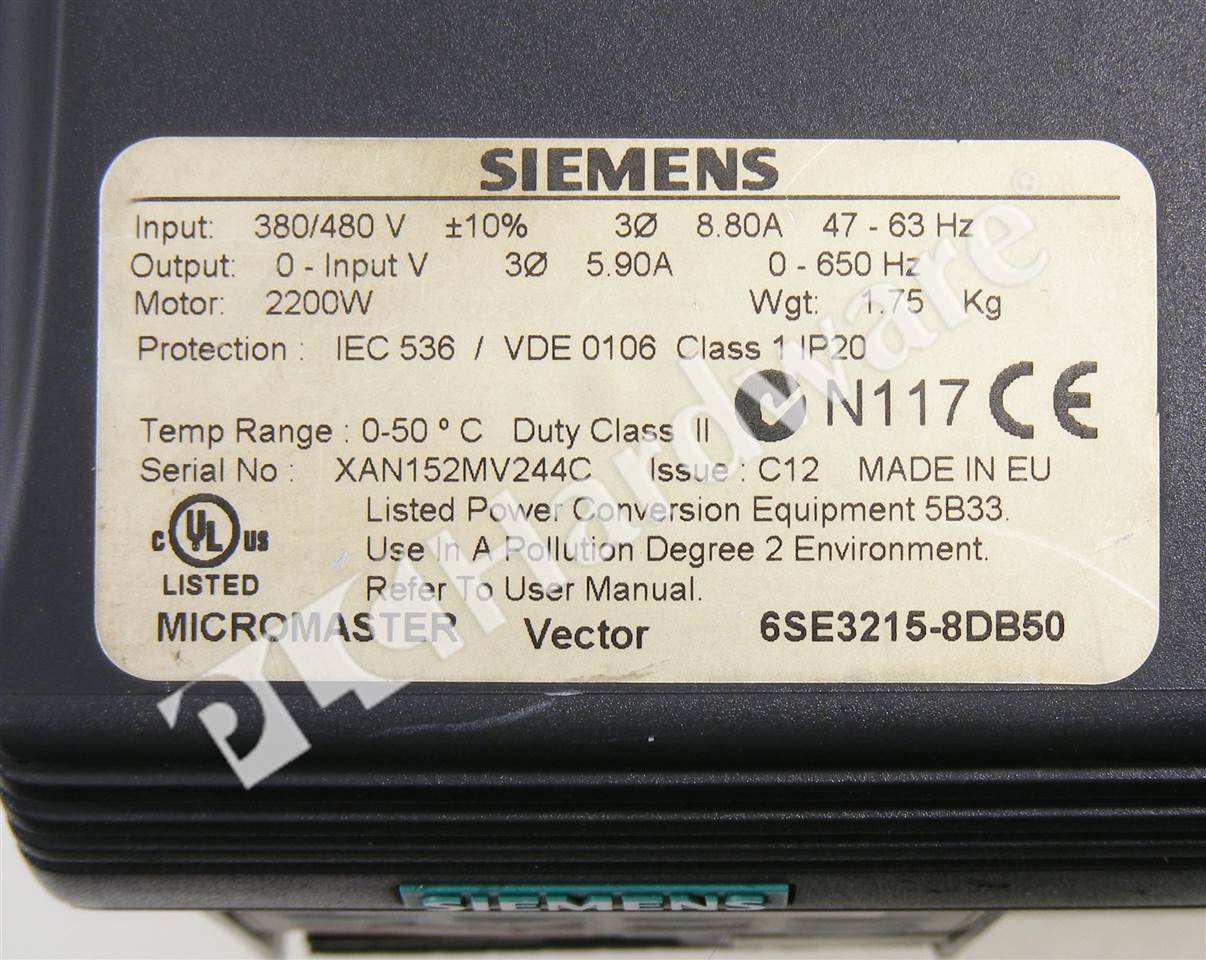 SIEMENS
Input: 380/480 V ±10% 3Ø 8.80A 47 - 63 Hz
Output: 0 - Input V 3Ø 5.90A 0 - 650 Hz
Motor: 2200W Wgt: 1.75 Kg
Protection : IEC 536 / VDE 0106 Class 1 IP20
N117 CE
Temp Range : 0-50 º C Duty Class II
Serial No : XAN152MV244C Issue : C12 MADE IN EU
Listed Power Conversion Equipment 5B33.
C UL US
Use In A Pollution Degree 2 Environment.
LISTED Refer To User Manual.
MICROMASTER Vector 6SE3215-8DB50
PLC Hardware ©
SIEMENS